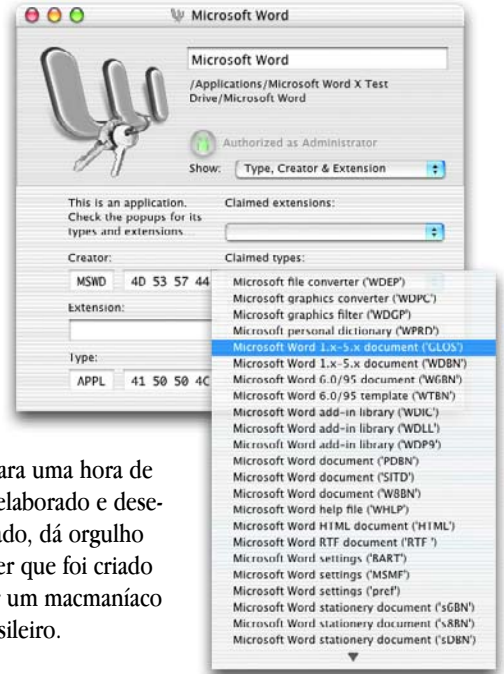 Microsoft Word
Microsoft Word
/Applications/Microsoft Word X Test
Drive/Microsoft Word
Authorized as Administrator
Show:
Type, Creator & Extension
This is an application.
Check the popups for its
types and extensions
Claimed extensions:
Creator:
MSWD
4D 53 57 44
Claimed types:
Extension:
Type:
APPL
41 50 50 4C
Microsoft file converter ('WDEP')
Microsoft graphics converter ('WDPC')
Microsoft graphics filter ('WDGP')
Microsoft personal dictionary ('WPRD')
Microsoft Word 1.x-5.x document ('GLOS')
Microsoft Word 1.x-5.x document ('WDBN')
Microsoft Word 6.0/95 document ('W6BN')
Microsoft Word 6.0/95 template ('WTBN')
Microsoft Word add-in library ('WDIC')
Microsoft Word add-in library ('WDLL')
Microsoft Word add-in library ('WDP9')
Microsoft Word document ('PDBN')
Microsoft Word document ('SITD')
Microsoft Word document ('W8BN')
Microsoft Word help file ('WHLP')
Microsoft Word HTML document ('HTML')
Microsoft Word RTF document ('RTF ')
Microsoft Word settings ('BART')
Microsoft Word settings ('MSMF')
Microsoft Word settings ('pref')
Microsoft Word stationery document ('s6BN')
Microsoft Word stationery document ('s8BN')
Microsoft Word stationery document ('sDBN')
ara uma hora de
elaborado e dese-
ado, dá orgulho
er que foi criado
r um macmaníaco
sileiro.